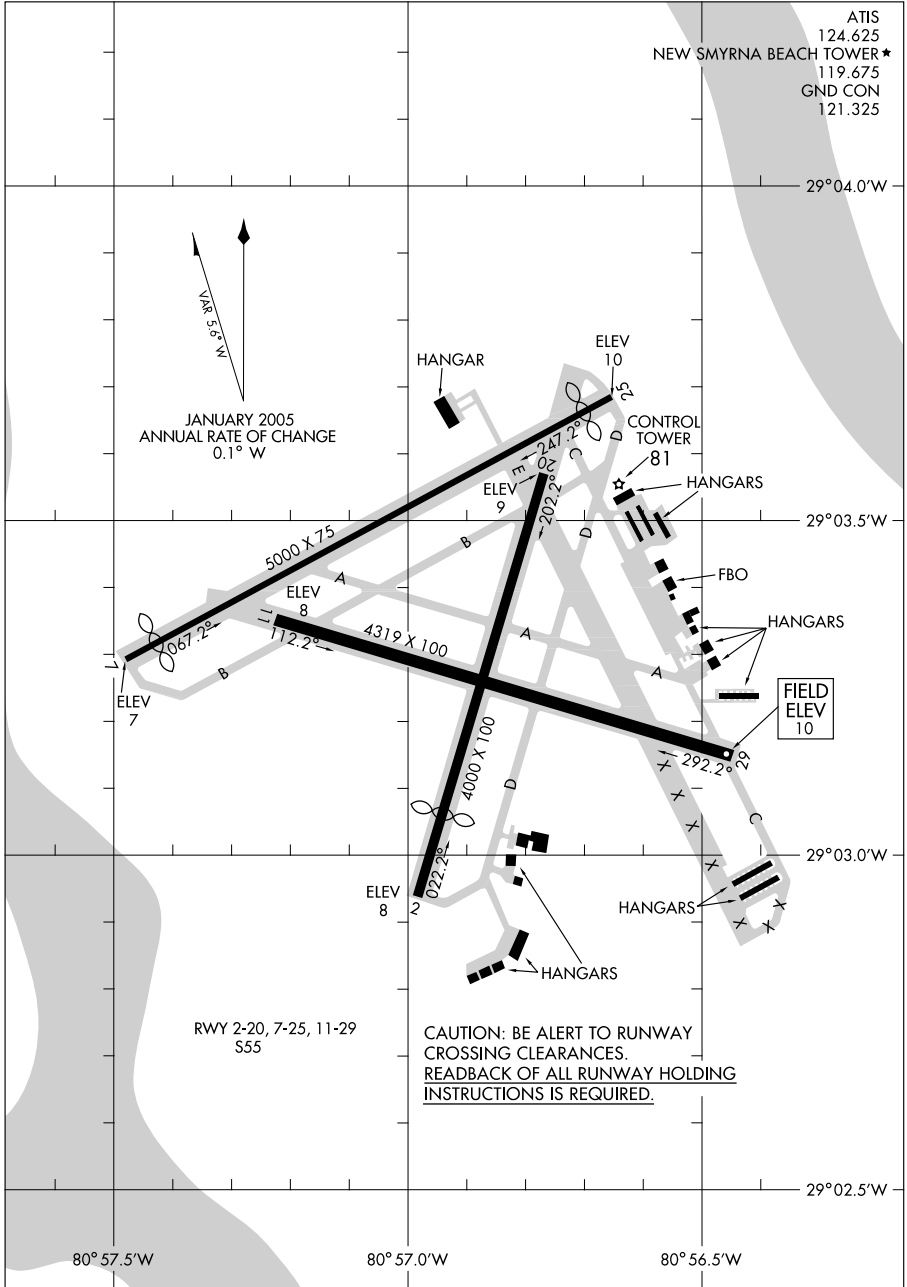 ATIS
124.625
NEW SMYRNA BEACH TOWER★
119.675
GND CON
121.325
29°04.0'W
VAR 5.6° W
JANUARY 2005
ANNUAL RATE OF CHANGE
0.1° W
HANGAR
ELEV
10
25
247.2°
C
D
CONTROL
TOWER
81
E
20
ELEV
9
202.2°
HANGARS
29°03.5'W
5000 X 75
B
D
A
FBO
ELEV
8
11
112.2°
4319 X 100
HANGARS
067.2°
7
ELEV
7
B
A
A
FIELD
ELEV
10
29
292.2°
X
X
X
X
4000 X 100
D
C
29°03.0'W
022.2°
ELEV
8
2
HANGARS
X
X
X
HANGARS
RWY 2-20, 7-25, 11-29
S55
CAUTION: BE ALERT TO RUNWAY
CROSSING CLEARANCES.
READBACK OF ALL RUNWAY HOLDING
INSTRUCTIONS IS REQUIRED.
29°02.5'W
80°57.5'W
80°57.0'W
80°56.5'W